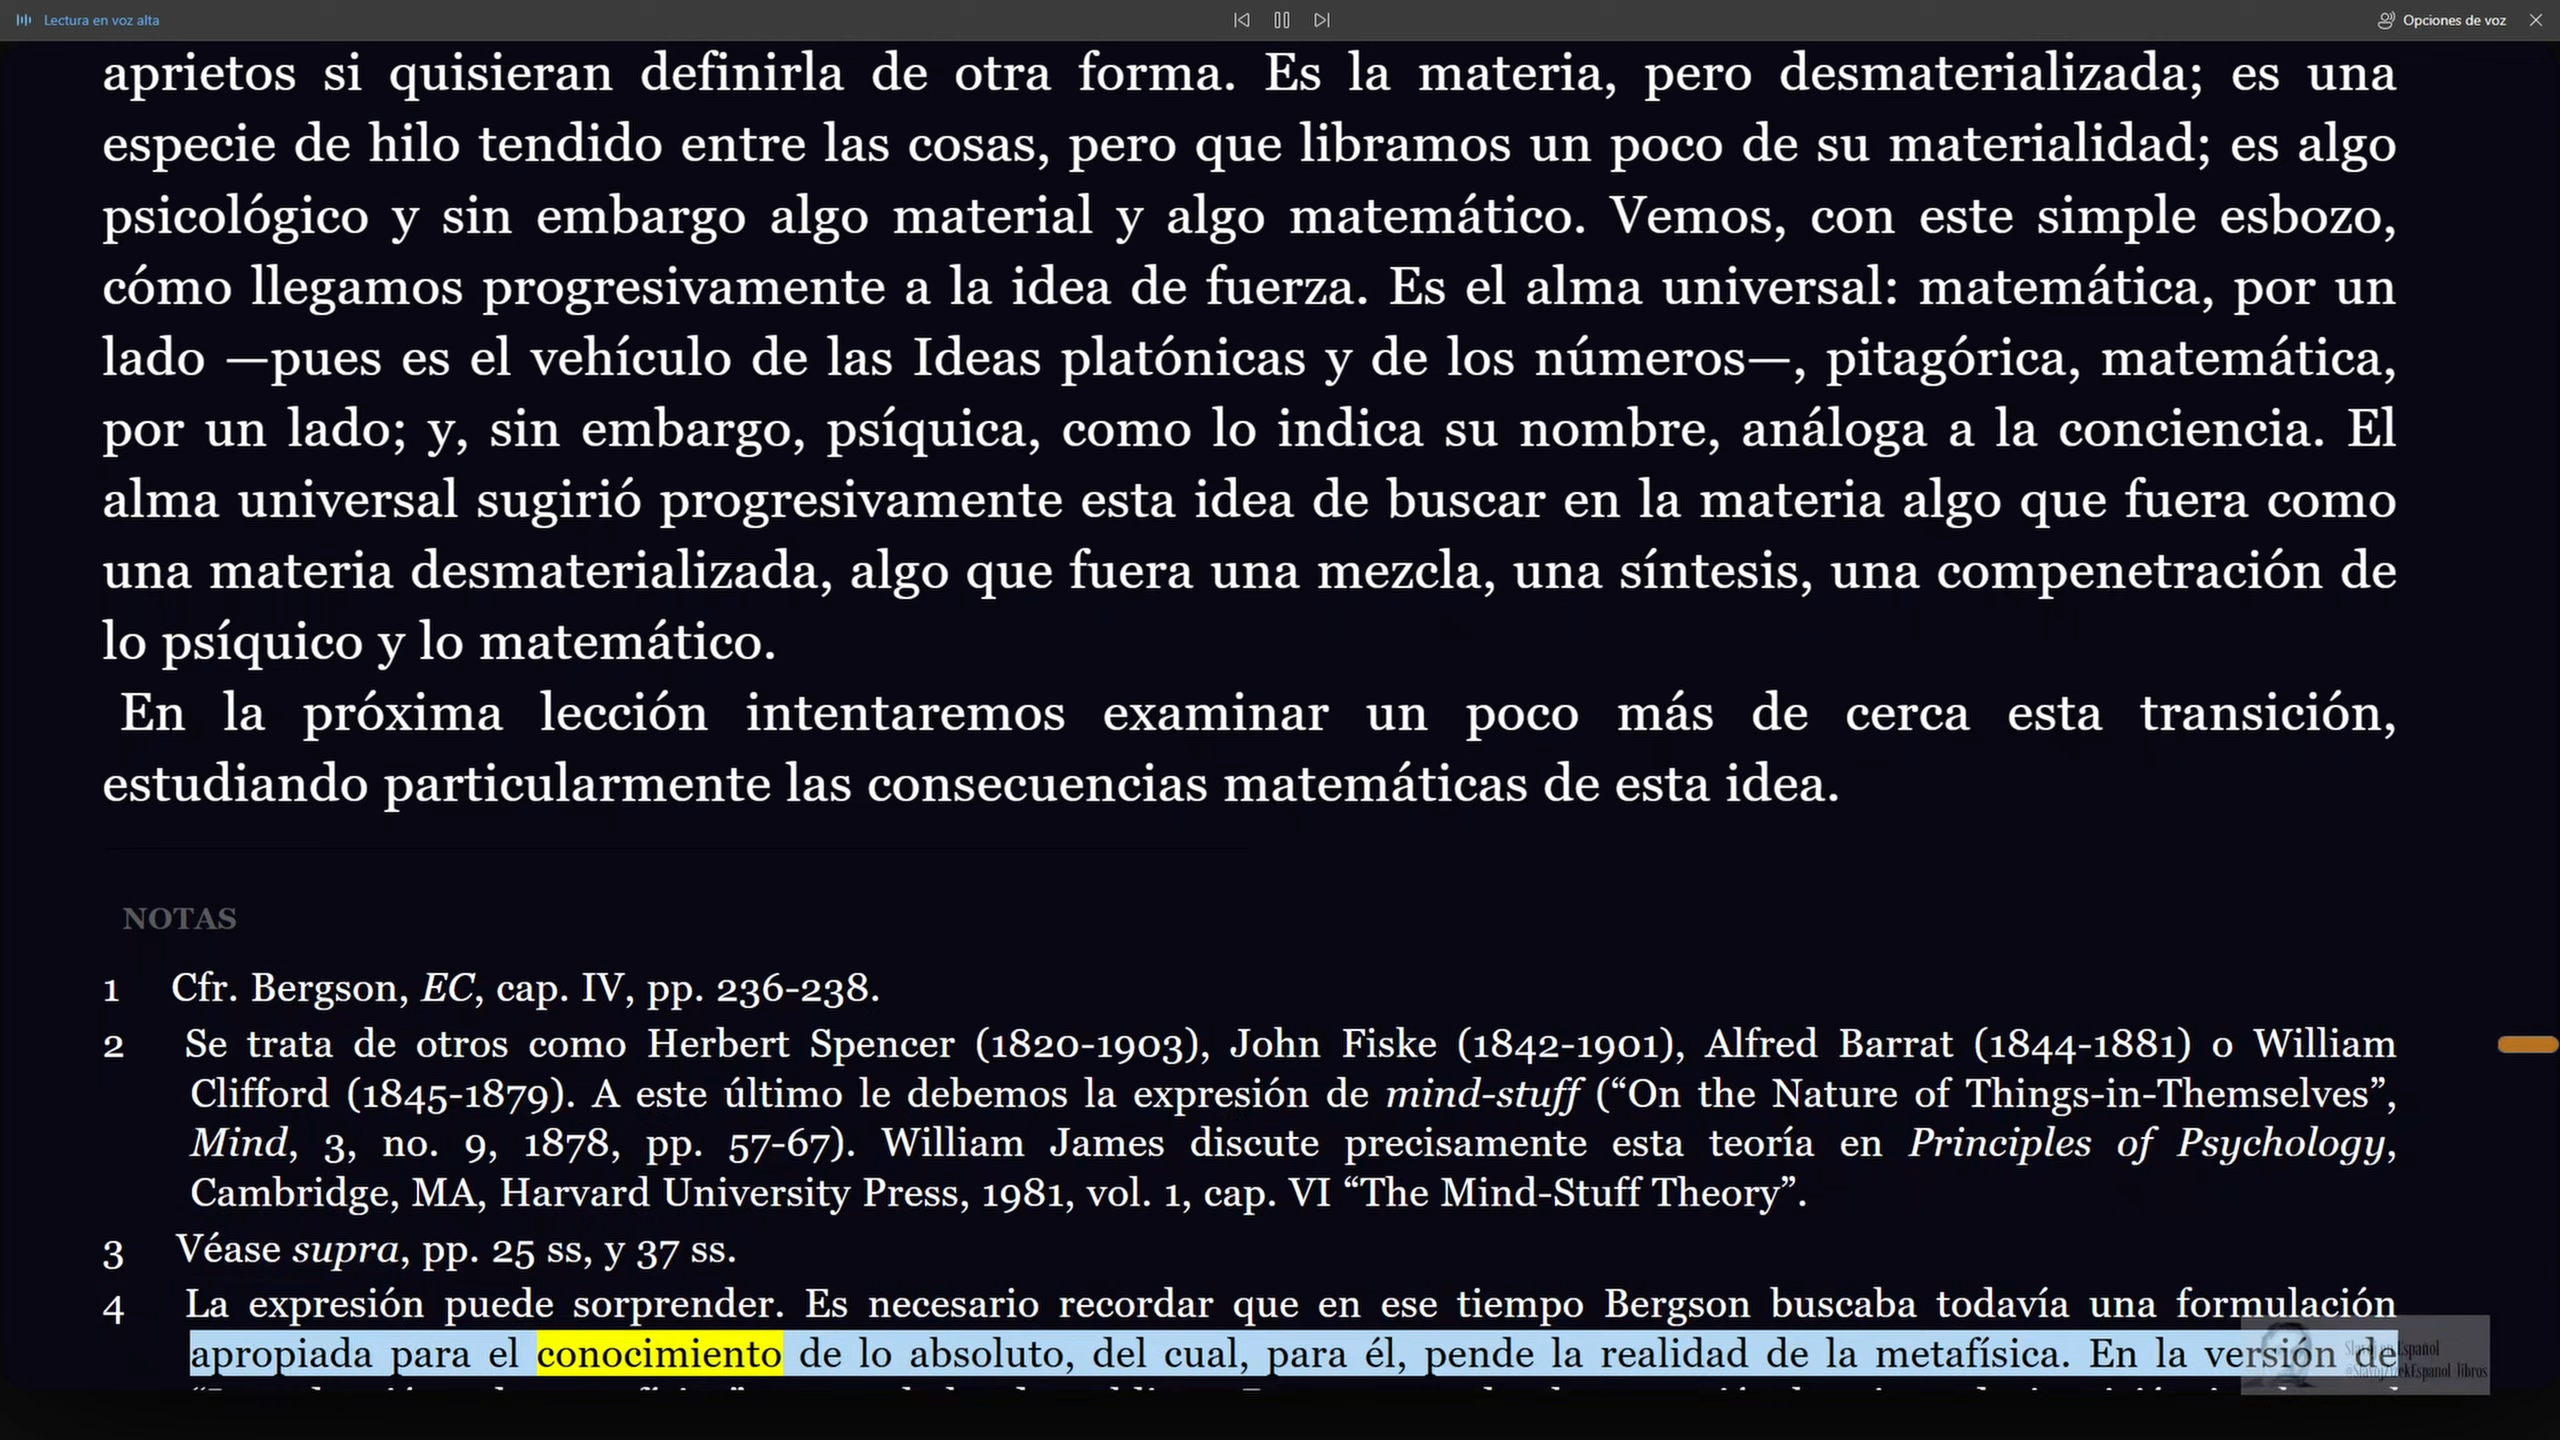 Lectura en voz alta
Opciones de voz
aprietos si quisieran definirla de otra forma. Es la materia, pero desmaterializada; es una
especie de hilo tendido entre las cosas, pero que libramos un poco de su materialidad; es algo
psicológico y sin embargo algo material y algo matemático. Vemos, con este simple esbozo,
cómo llegamos progresivamente a la idea de fuerza. Es el alma universal: matemática, por un
lado —pues es el vehículo de las Ideas platónicas y de los números—, pitagórica, matemática,
por un lado; y, sin embargo, psíquica, como lo indica su nombre, análoga a la conciencia. El
alma universal sugirió progresivamente esta idea de buscar en la materia algo que fuera como
una materia desmaterializada, algo que fuera una mezcla, una síntesis, una compenetración de
lo psíquico y lo matemático.
En la próxima lección intentaremos examinar un poco más de cerca esta transición,
estudiando particularmente las consecuencias matemáticas de esta idea.
NOTAS
1 Cfr. Bergson, EC, cap. IV, pp. 236-238.
2 Se trata de otros como Herbert Spencer (1820-1903), John Fiske (1842-1901), Alfred Barrat (1844-1881) o William
Clifford (1845-1879). A este último le debemos la expresión de mind-stuff (“On the Nature of Things-in-Themselves”,
Mind, 3, no. 9, 1878, pp. 57-67). William James discute precisamente esta teoría en Principles of Psychology,
Cambridge, MA, Harvard University Press, 1981, vol. 1, cap. VI “The Mind-Stuff Theory”.
3 Véase supra, pp. 25 ss, y 37 ss.
4 La expresión puede sorprender. Es necesario recordar que en ese tiempo Bergson buscaba todavía una formulación
apropiada para el conocimiento de lo absoluto, del cual, para él, pende la realidad de la metafísica. En la versión de